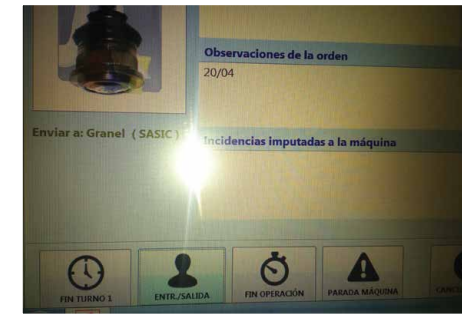 Observaciones de la orden
20/04
Enviar a: Granel ( SASIC )
Incidencias imputadas a la máquina
FIN TURNO 1
ENTR./SALIDA
FIN OPERACIÓN
PARADA MÁQUINA